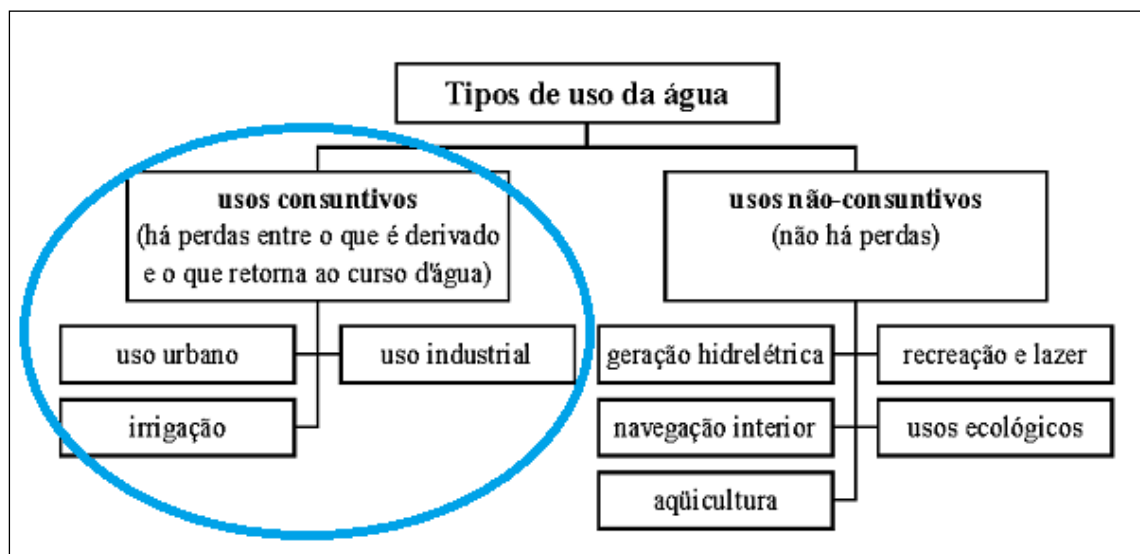 Tipos de uso da água
usos consuntivos
(há perdas entre o que é derivado
e o que retorna ao curso d'água)
uso urbano
uso industrial
irrigação
usos não-consuntivos
(não há perdas)
geração hidrelétrica
recreação e lazer
navegação interior
usos ecológicos
aqüicultura